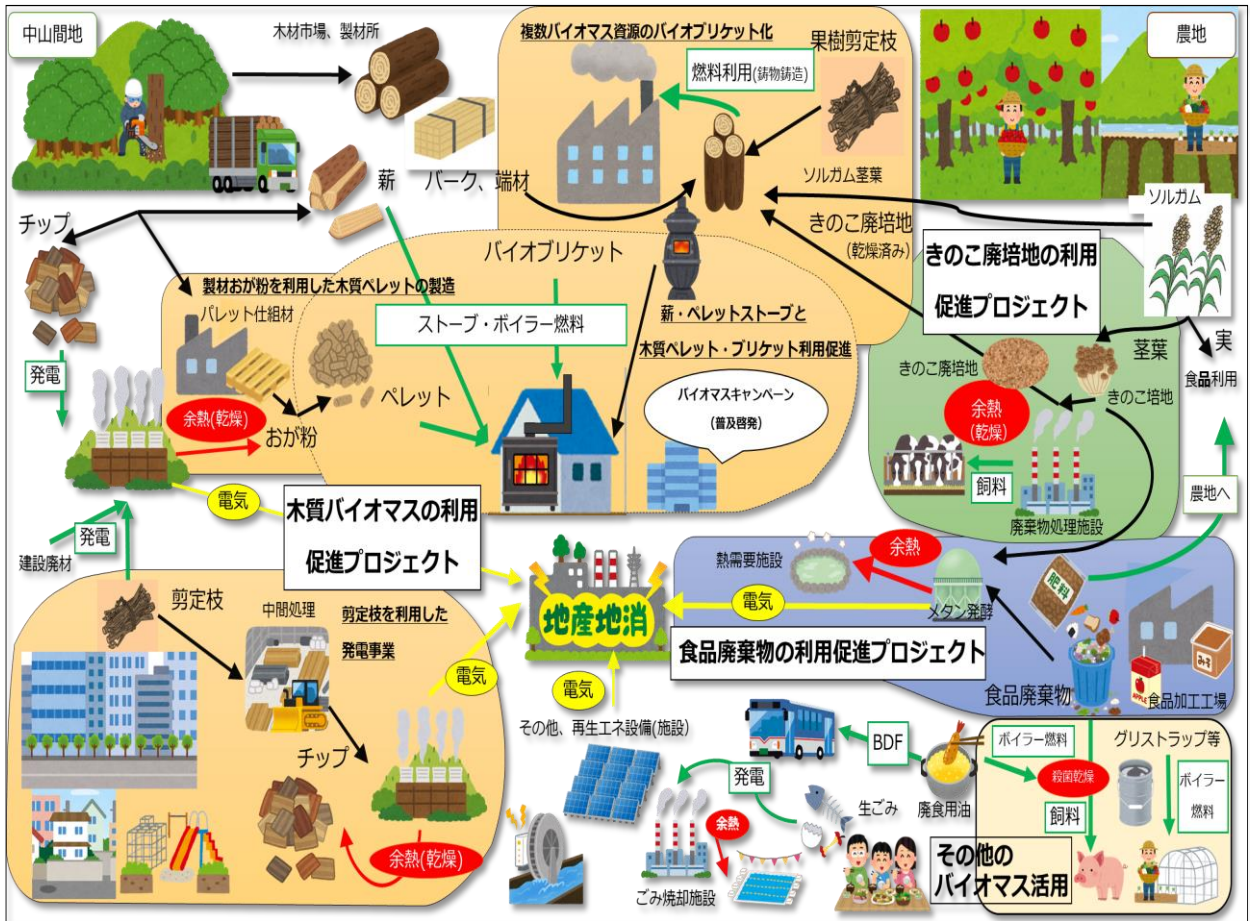 中山間地
木材市場、製材所
複数バイオマス資源のバイオブリケット化
果樹剪定枝
燃料利用(鋳物鋳造)
農地
薪
バーク、端材
ソルガム茎葉
ソルガム
チップ
きのこ廃培地
(乾燥済み)
きのこ廃培地の利用
促進プロジェクト
バイオブリケット
製材おが粉を利用した木質ペレットの製造
パレット仕組材
ストーブ・ボイラー燃料
薪・ペレットストーブと
木質ペレット・ブリケット利用促進
実
茎葉
食品利用
きのこ廃培地
きのこ培地
発電
ペレット
バイオマスキャンペーン
(普及啓発)
余熱(乾燥)
おが粉
余熱
(乾燥)
飼料
廃棄物処理施設
農地へ
電気
木質バイオマスの利用
促進プロジェクト
発電
建設廃材
熱需要施設
余熱
メタン発酵
肥料
剪定枝
中間処理
剪定枝を利用した
発電事業
地産地消
電気
食品廃棄物の利用促進プロジェクト
みそ
APPLE
電気
電気
食品廃棄物
食品加工工場
その他、再生エネ設備(施設)
BDF
ボイラー燃料
グリストラップ等
チップ
発電
生ごみ
廃食用油
殺菌乾燥
ボイラー
燃料
余熱
飼料
余熱(乾燥)
ごみ焼却施設
その他の
バイオマス活用